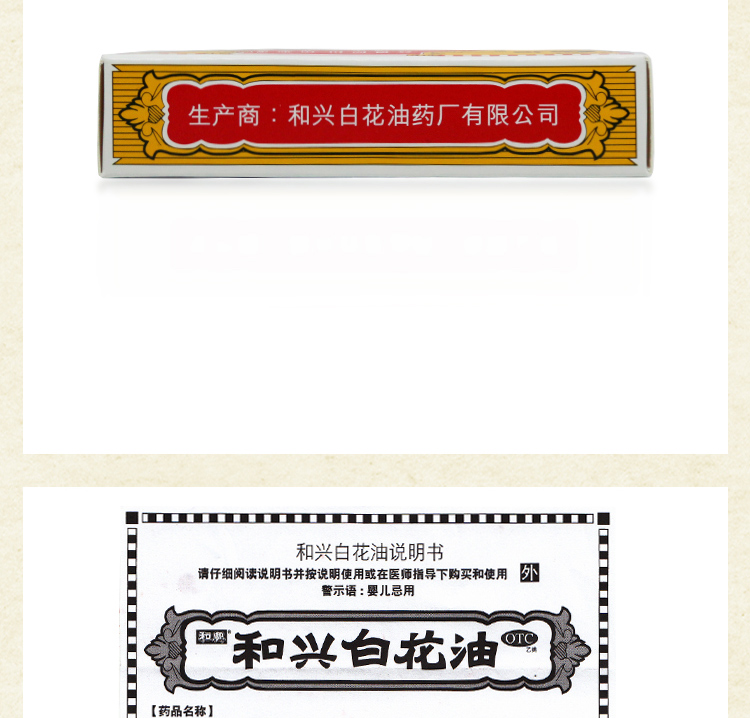 生产商：和兴白花油药厂有限公司
和兴白花油说明书
请仔细阅读说明书并按说明使用或在医师指导下购买和使用
外
警示语：婴儿忌用
和興®
和兴白花油
OTC
乙类
【药品名称】